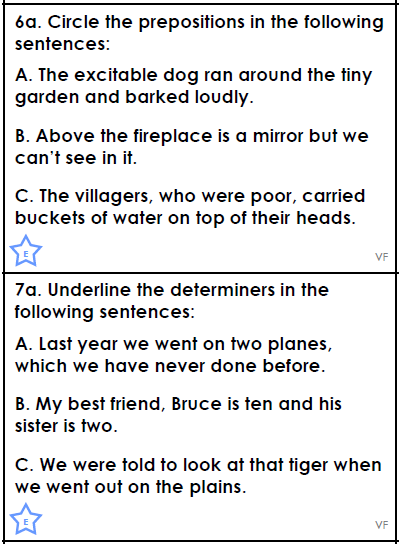 6a. Circle the prepositions in the following
sentences:
A. The excitable dog ran around the tiny
garden and barked loudly.
B. Above the fireplace is a mirror but we
can't see in it.
C. The villagers, who were poor, carried
buckets of water on top of their heads.
E
VF
7a. Underline the determiners in the
following sentences:
A. Last year we went on two planes,
which we have never done before.
B. My best friend, Bruce is ten and his
sister is two.
C. We were told to look at that tiger when
we went out on the plains.
E
VF